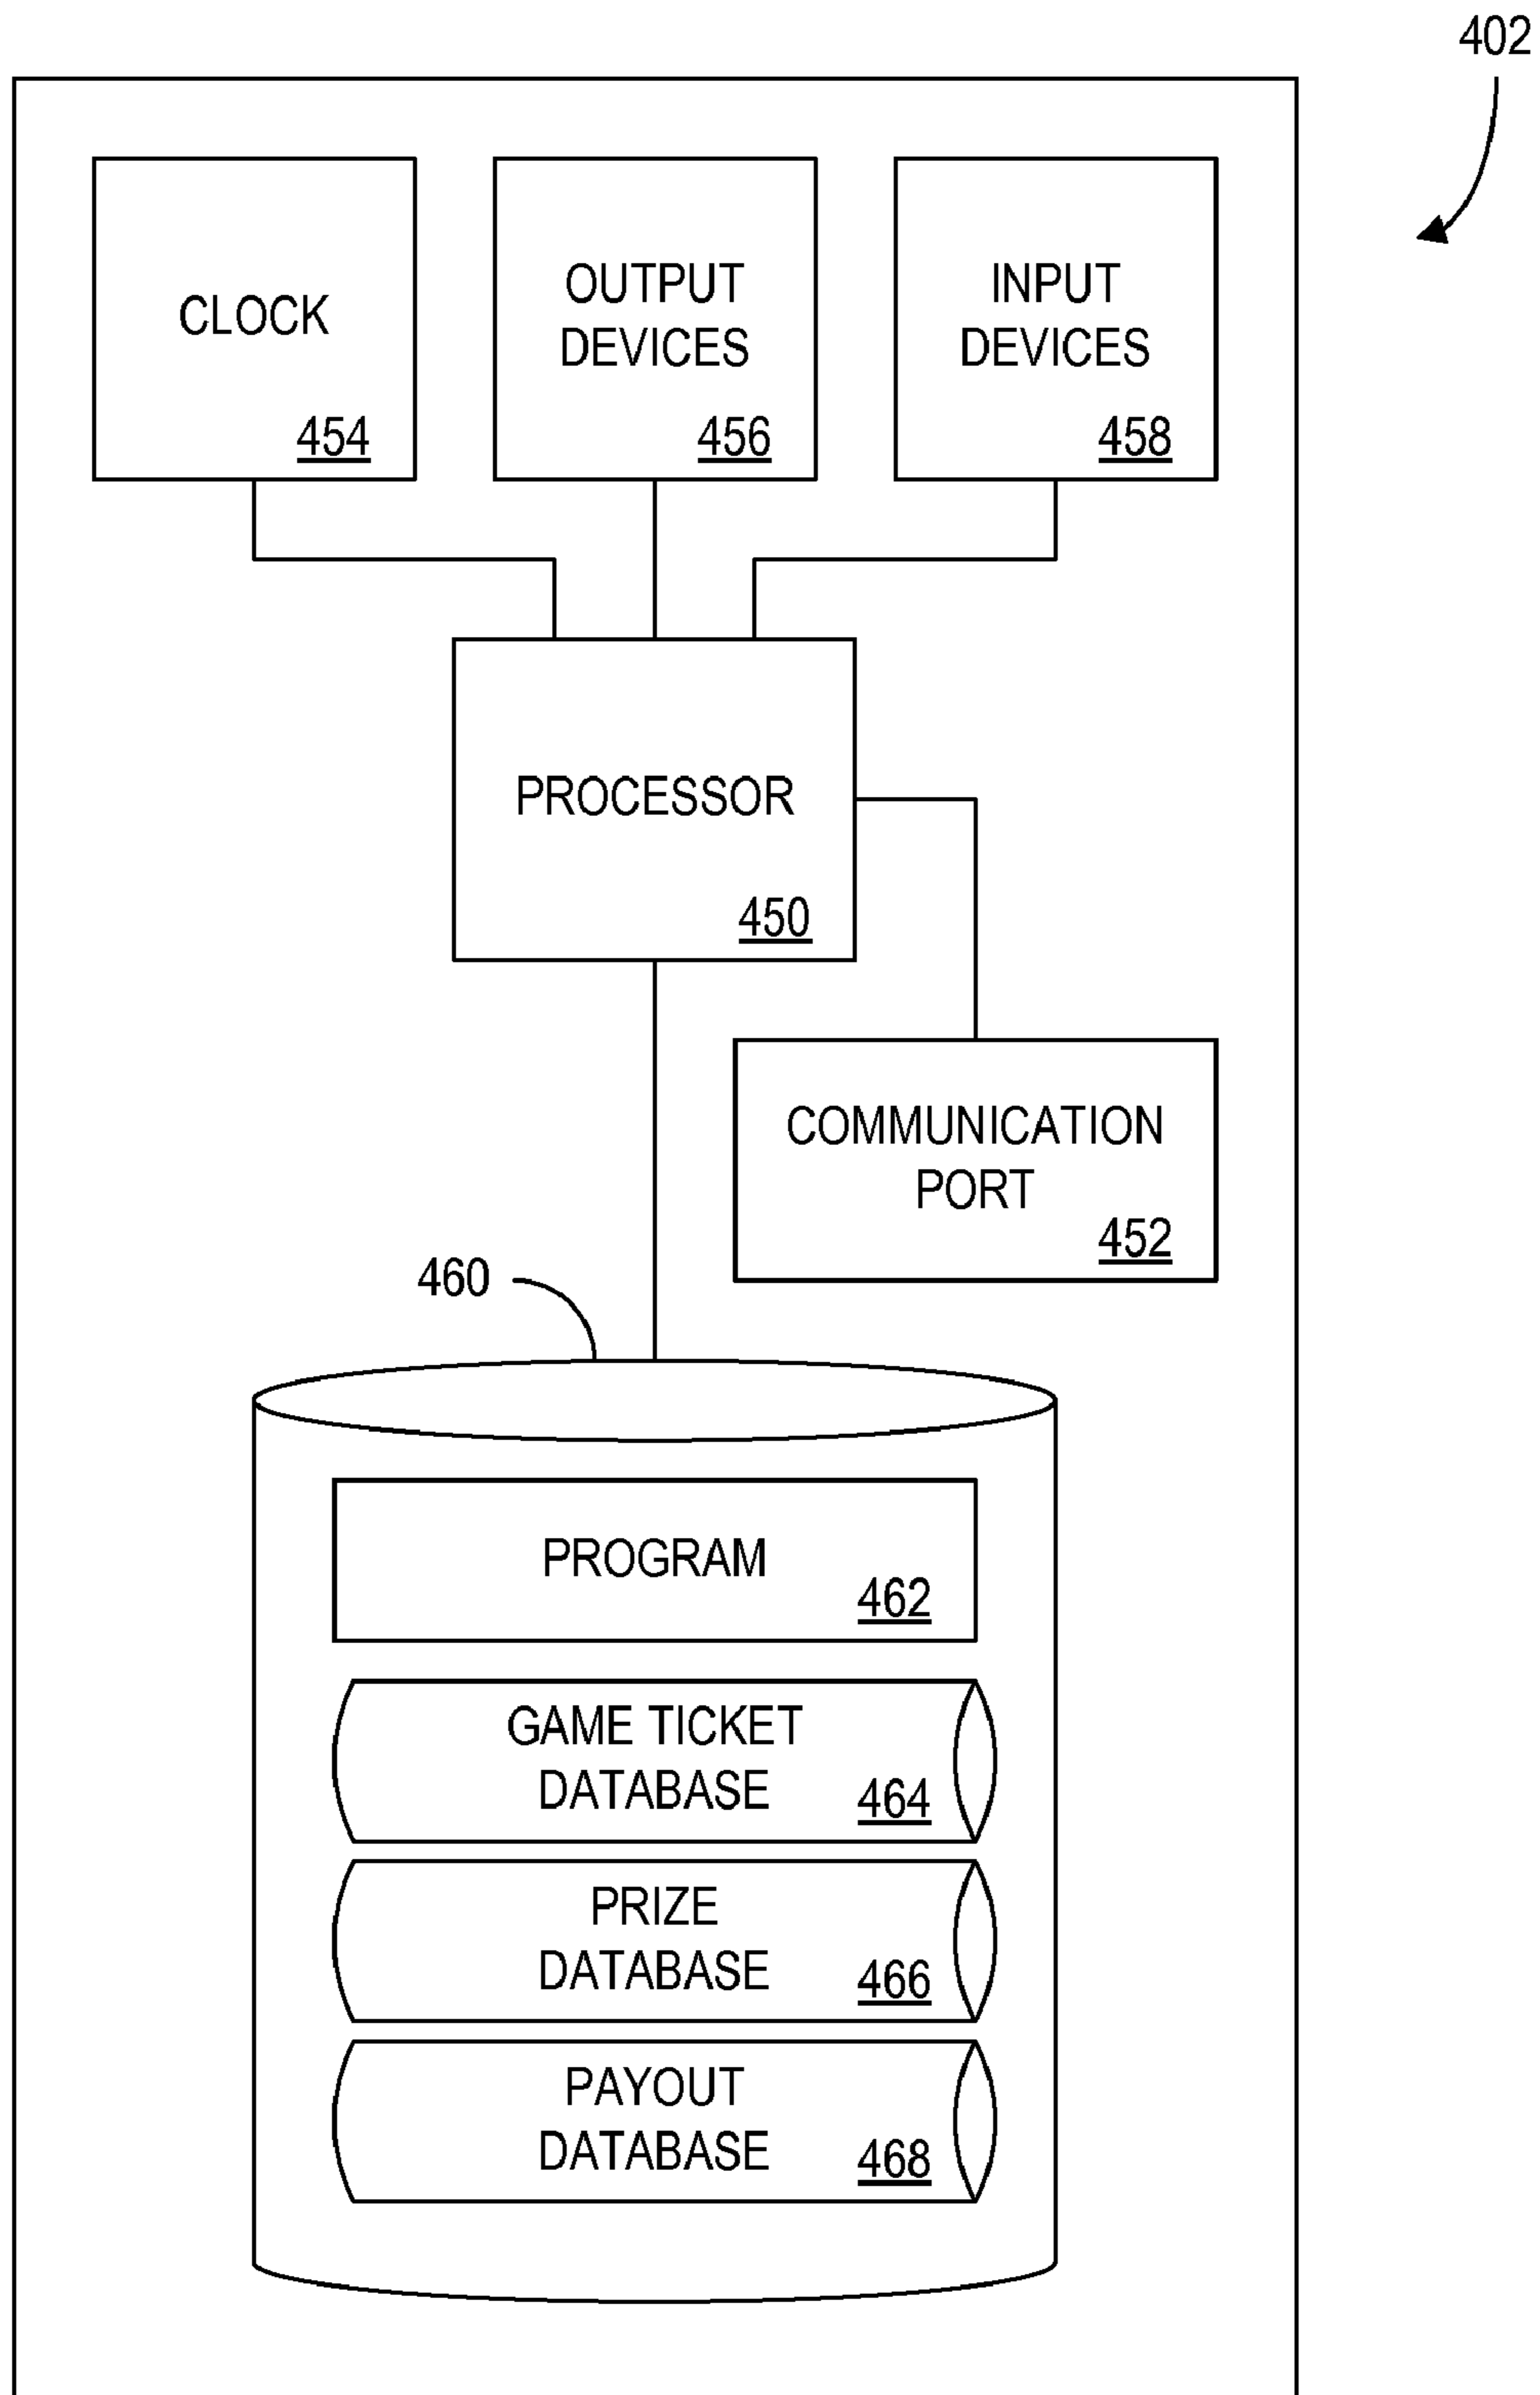 402
CLOCK
454
OUTPUT
DEVICES
456
INPUT
DEVICES
458
PROCESSOR
450
COMMUNICATION
PORT
452
460
PROGRAM
462
GAME TICKET
DATABASE
464
PRIZE
DATABASE
466
PAYOUT
DATABASE
468